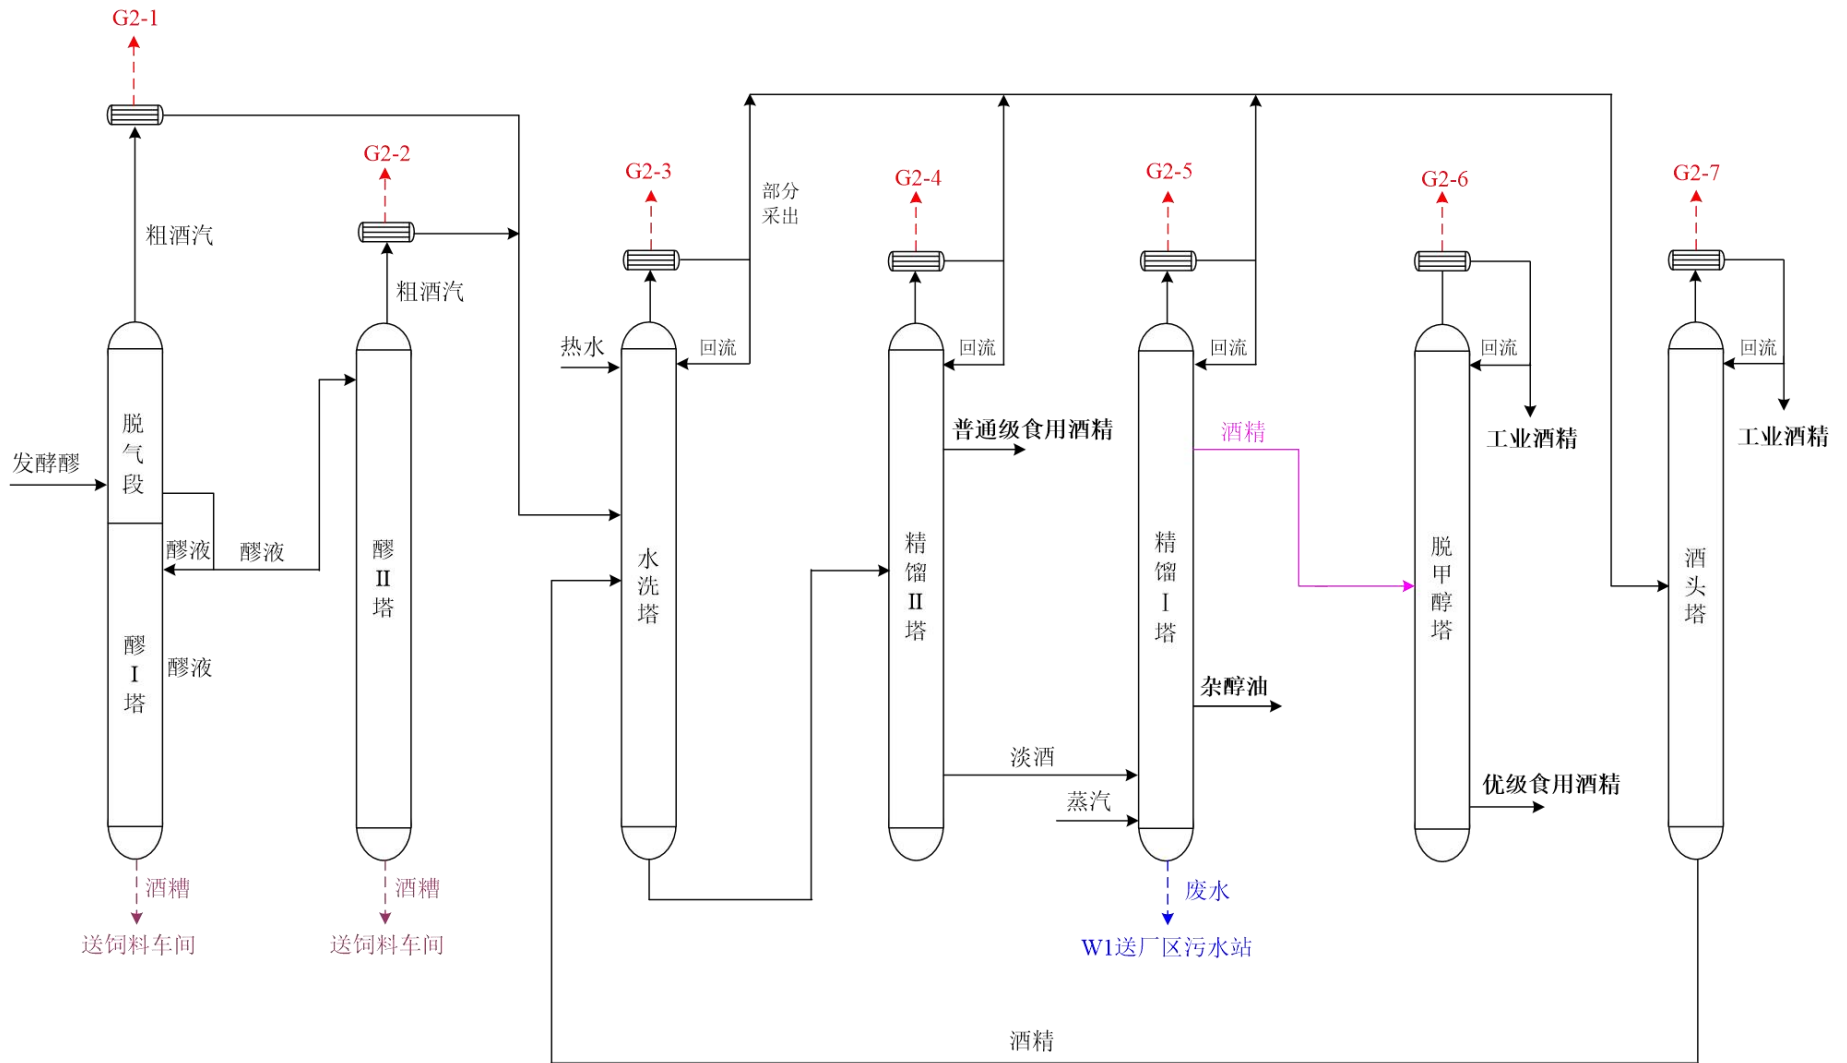 G2-1
G2-2
G2-3
G2-4
G2-5
G2-6
G2-7
部分
采出
粗酒汽
粗酒汽
热水
回流
回流
回流
回流
回流
普通级食用酒精
酒精
工业酒精
工业酒精
发酵醪
脱气段
醪液
醪液
醪液
醪I塔
醪II塔
水洗塔
精馏II塔
精馏I塔
脱甲醇塔
酒头塔
杂醇油
淡酒
蒸汽
优级食用酒精
酒糟
酒糟
废水
送饲料车间
送饲料车间
W1送厂区污水站
酒精